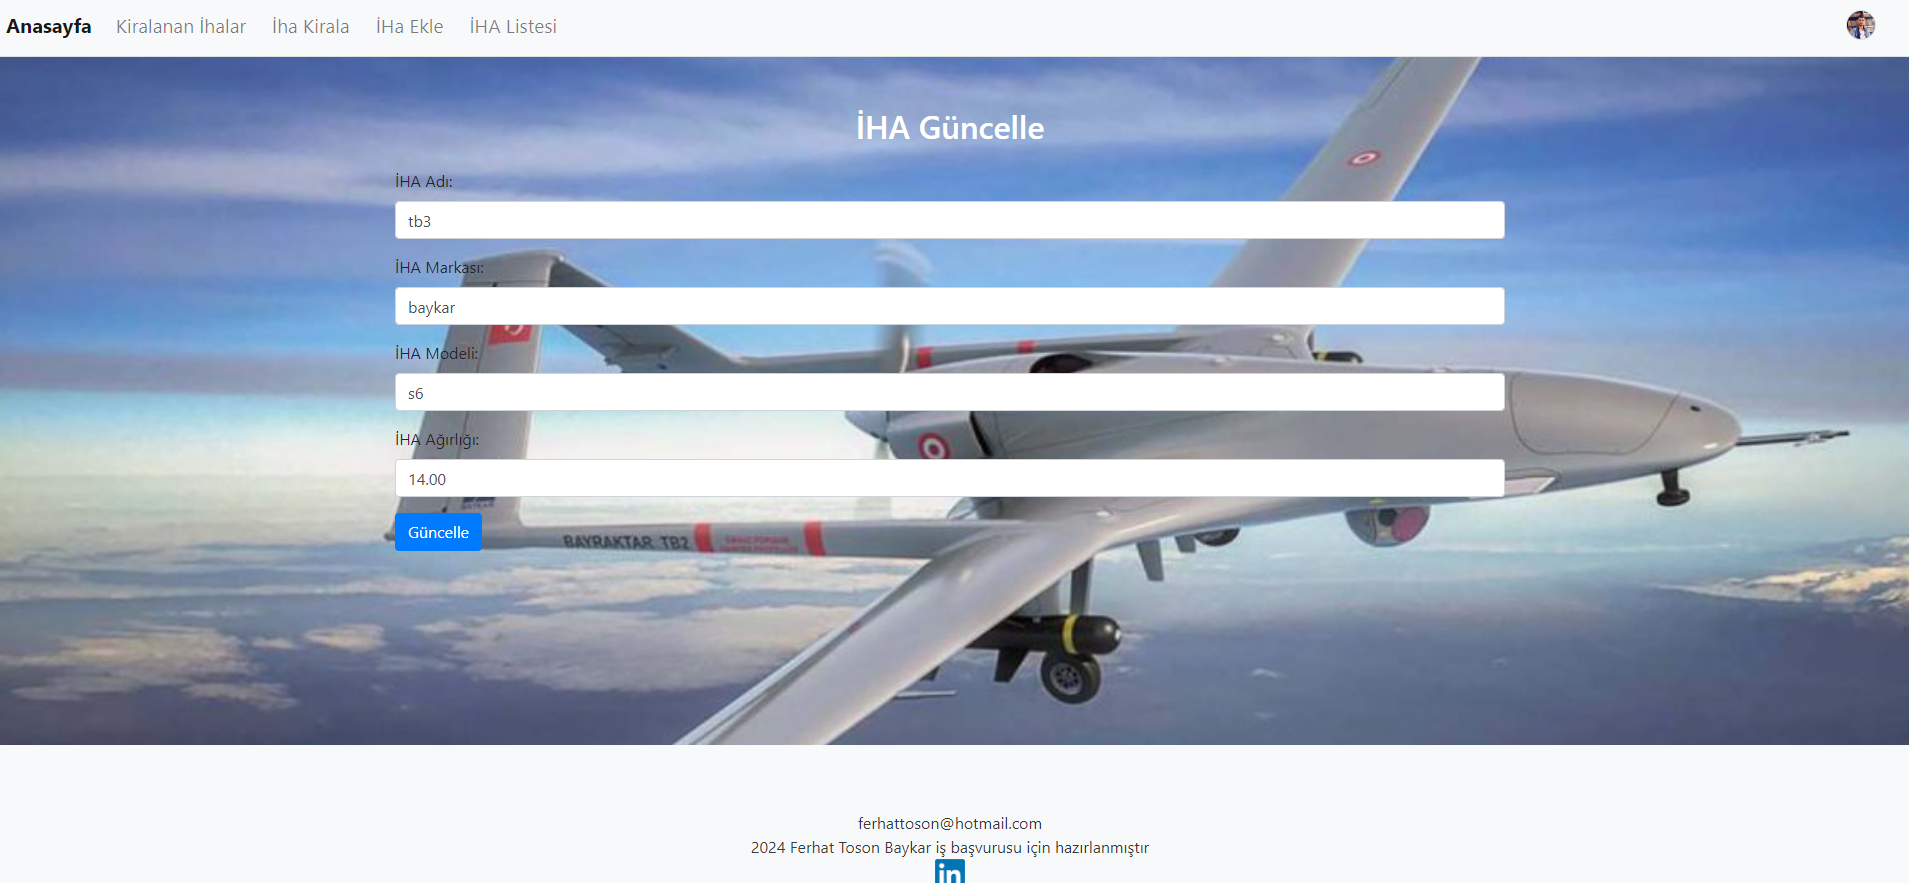 Anasayfa Kiralanan İhalar İha Kirala İHa Ekle İHA Listesi
İHA Güncelle
İHA Adı:
tb3
İHA Markası:
baykar
İHA Modeli:
s6
İHA Ağırlığı:
14.00
Güncelle
BAYRAKTAR TB2
ferhattoson@hotmail.com
2024 Ferhat Toson Baykar iş başvurusu için hazırlanmıştır
in